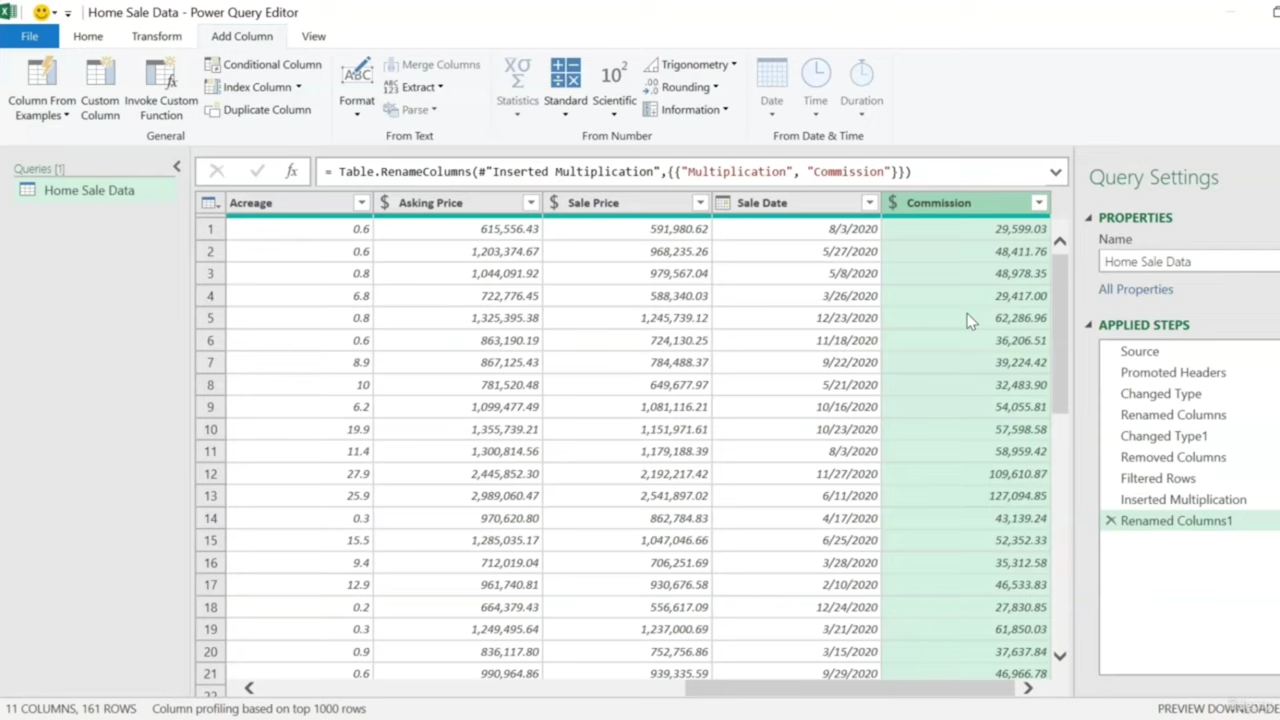 Home Sale Data - Power Query Editor
File Home Transform Add Column View
Column From Examples
Custom Column
Invoke Custom Function
Conditional Column
Index Column
Duplicate Column
General
ABC
Format
Merge Columns
ABC 123 Extract
Parse
From Text
XO Σ
Statistics
Standard
10²
Scientific
Trigonometry
.00 Rounding
Information
From Number
Date
Time
Duration
From Date & Time
Queries [1]
Home Sale Data
fx = Table.RenameColumns(#"Inserted Multiplication",{{"Multiplication", "Commission"}})
Acreage $ Asking Price $ Sale Price Sale Date $ Commission
1 0.6 615,556.43 591,980.62 8/3/2020 29,599.03
2 0.6 1,203,374.67 968,235.26 5/27/2020 48,411.76
3 0.8 1,044,091.92 979,567.04 5/8/2020 48,978.35
4 6.8 722,776.45 588,340.03 3/26/2020 29,417.00
5 0.8 1,325,395.38 1,245,739.12 12/23/2020 62,286.96
6 0.6 863,190.19 724,130.25 11/18/2020 36,206.51
7 8.9 867,125.43 784,488.37 9/22/2020 39,224.42
8 10 781,520.48 649,677.97 5/21/2020 32,483.90
9 6.2 1,099,477.49 1,081,116.21 10/16/2020 54,055.81
10 19.9 1,355,739.21 1,151,971.61 10/23/2020 57,598.58
11 11.4 1,300,814.56 1,179,188.39 8/3/2020 58,959.42
12 27.9 2,445,852.30 2,192,217.42 11/27/2020 109,610.87
13 25.9 2,989,060.47 2,541,897.02 6/11/2020 127,094.85
14 0.3 970,620.80 862,784.83 4/17/2020 43,139.24
15 15.5 1,285,035.17 1,047,046.66 6/25/2020 52,352.33
16 9.4 712,019.04 706,251.69 3/28/2020 35,312.58
17 12.9 961,740.81 930,676.58 2/10/2020 46,533.83
18 0.2 664,379.43 556,617.09 12/24/2020 27,830.85
19 0.3 1,249,495.64 1,237,000.69 3/21/2020 61,850.03
20 0.9 836,117.80 752,756.86 3/15/2020 37,637.84
21 0.6 990,964.86 939,335.59 9/29/2020 46,966.78
22
Query Settings
PROPERTIES
Name
Home Sale Data
All Properties
APPLIED STEPS
Source
Promoted Headers
Changed Type
Renamed Columns
Changed Type1
Removed Columns
Filtered Rows
Inserted Multiplication
Renamed Columns1
11 COLUMNS, 161 ROWS Column profiling based on top 1000 rows
PREVIEW